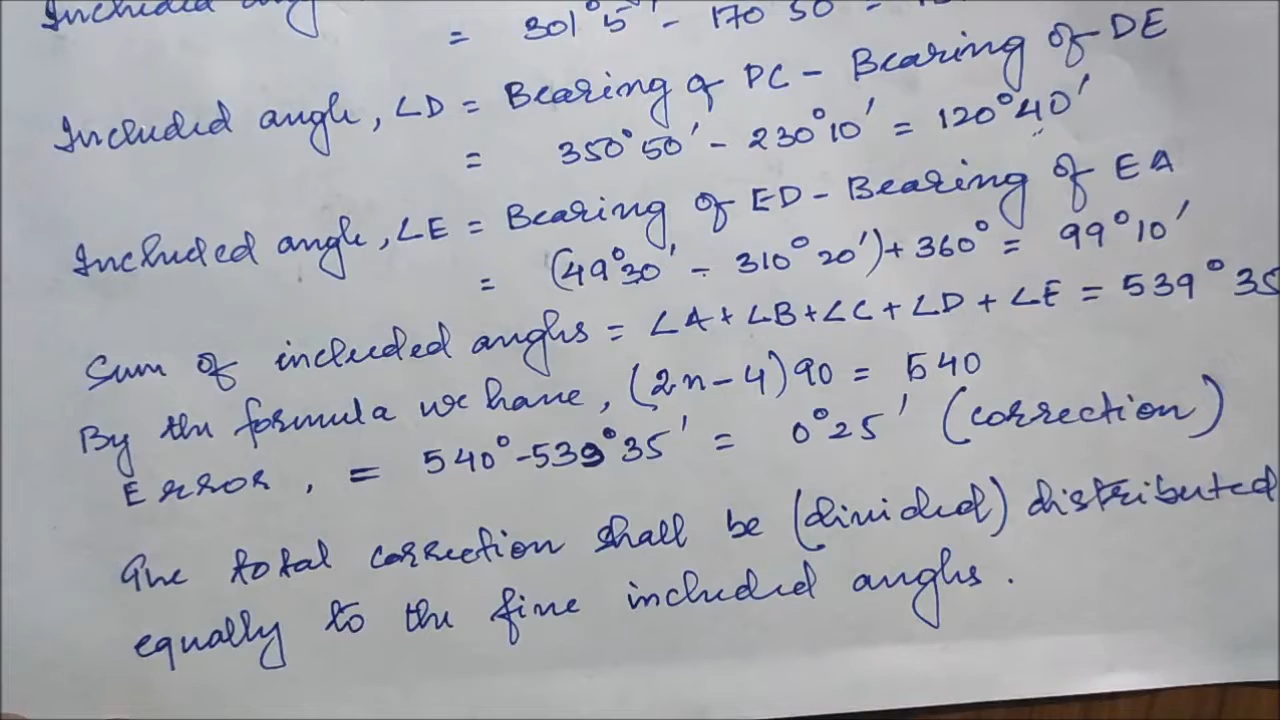 Included
= 301°5' - 170°50' =
Included angle, ∠D = Bearing of DC - Bearing of DE
= 350°50' - 230°10' = 120°40'
Included angle, ∠E = Bearing of ED - Bearing of EA
= (49°30' - 310°20') + 360° = 99°10'
Sum of included angles = ∠A + ∠B + ∠C + ∠D + ∠E = 539°35
By the formula we have, (2n-4)90 = 540
Error, = 540° - 539°35' = 0°25' (correction)
The total correction shall be (divided) distributed
equally to the five included angles.